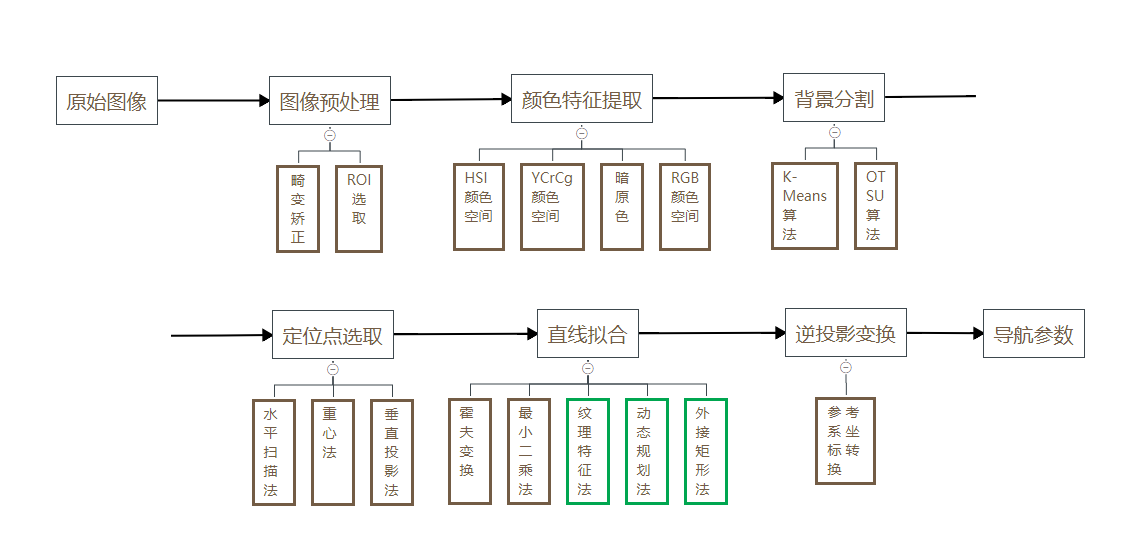 原始图像
图像预处理
颜色特征提取
背景分割
畸
变
矫
正
ROI
选
取
HSI
颜色
空间
YCrCg
颜色
空间
暗
原
色
RGB
颜色
空间
K-
Means
算
法
OT
SU
算
法
定位点选取
直线拟合
逆投影变换
导航参数
水
平
扫
描
法
重
心
法
垂
直
投
影
法
霍
夫
变
换
最
小
二
乘
法
纹
理
特
征
法
动
态
规
划
法
外
接
矩
形
法
参 考
系 坐
标 转
换